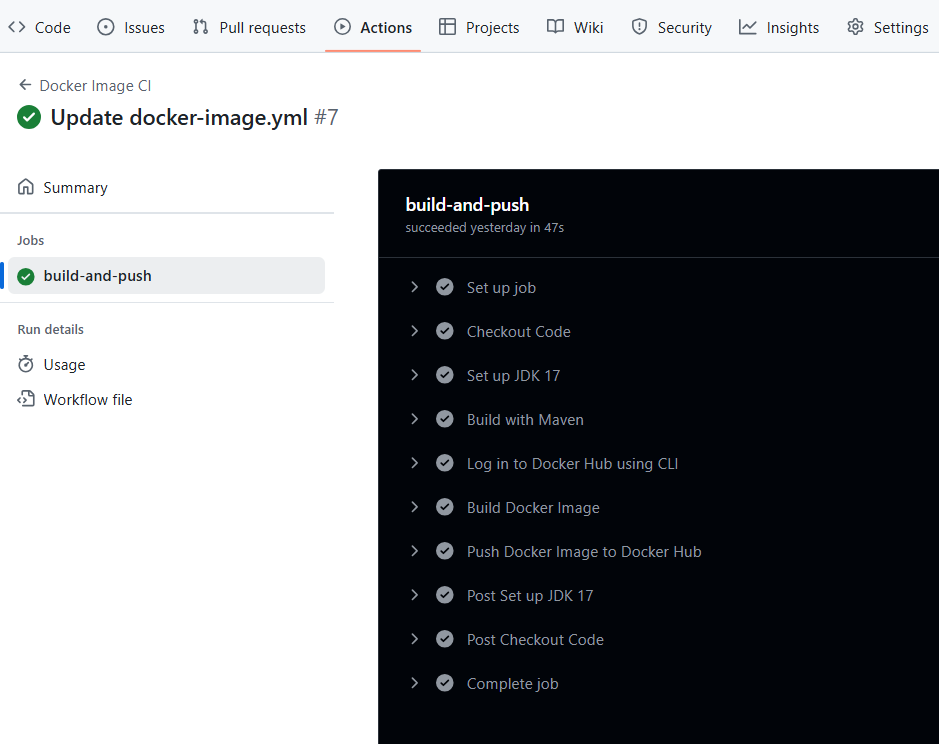 Code Issues Pull requests Actions Projects Wiki Security Insights Settings
Docker Image CI
Update docker-image.yml #7
Summary
Jobs
build-and-push
Run details
Usage
Workflow file
build-and-push
succeeded yesterday in 47s
Set up job
Checkout Code
Set up JDK 17
Build with Maven
Log in to Docker Hub using CLI
Build Docker Image
Push Docker Image to Docker Hub
Post Set up JDK 17
Post Checkout Code
Complete job